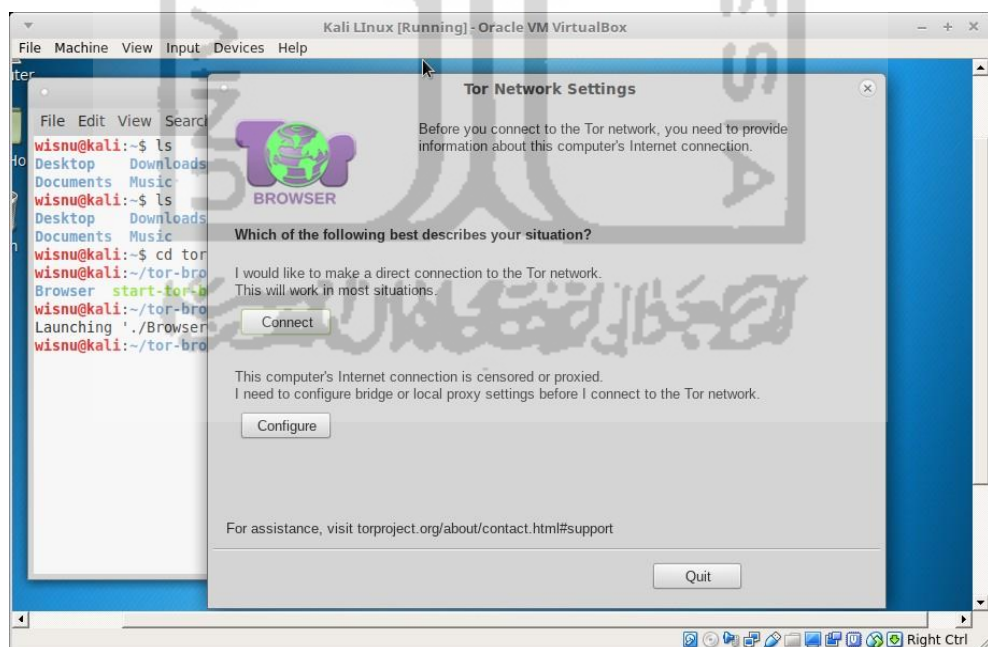 Kali LInux [Running] - Oracle VM VirtualBox
File Machine View Input Devices Help
Tor Network Settings
File Edit View Searc
wisnu@kali:~$ ls
Desktop Downloads
Documents Music
wisnu@kali:~$ ls
Desktop Downloads
Documents Music
wisnu@kali:~$ cd tor
wisnu@kali:~/tor-bro
Browser start-tor-b
wisnu@kali:~/tor-bro
Launching './Browser
wisnu@kali:~/tor-bro
Tor
BROWSER
Before you connect to the Tor network, you need to provide
information about this computer's Internet connection.
Which of the following best describes your situation?
I would like to make a direct connection to the Tor network.
This will work in most situations.
Connect
This computer's Internet connection is censored or proxied.
I need to configure bridge or local proxy settings before I connect to the Tor network.
Configure
For assistance, visit torproject.org/about/contact.html#support
Quit
Right Ctrl